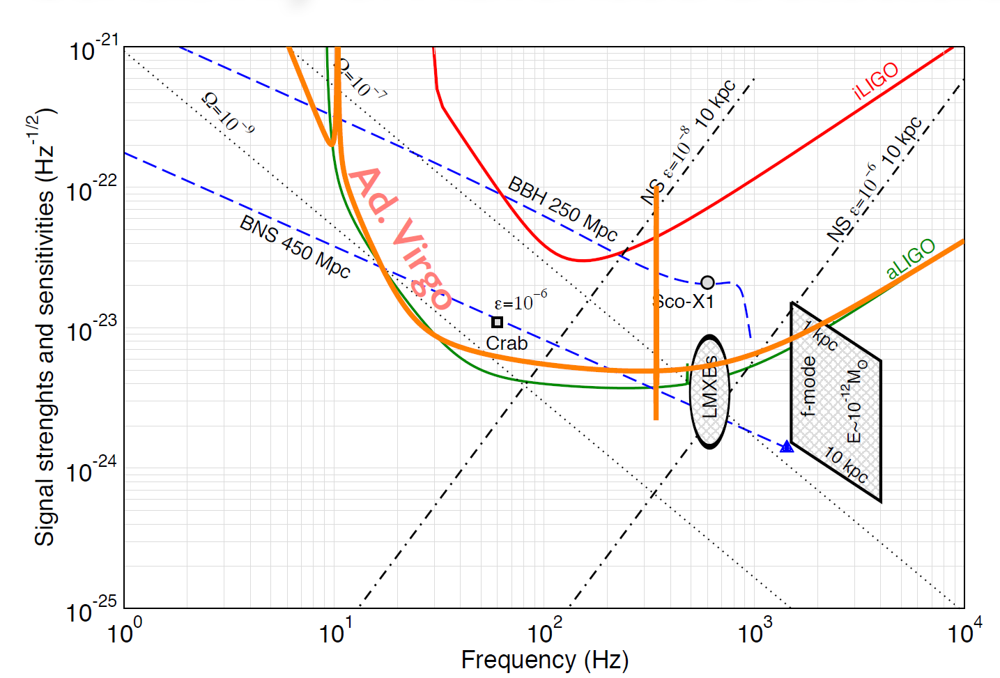 10^-21
10^-22
10^-23
10^-24
10^-25
Signal strenghts and sensitivities (Hz^-1/2)
Ω=10^-9
Ω=10^-7
BNS 450 Mpc
BBH 250 Mpc
Ad. Virgo
NS ε=10^-8 10 kpc
NS ε=10^-6 10 kpc
iLIGO
aLIGO
ε=10^-6
Crab
Sco-X1
LMXBs
1 kpc
f-mode
E~10^-12M⊙
10 kpc
10^0
10^1
10^2
10^3
10^4
Frequency (Hz)